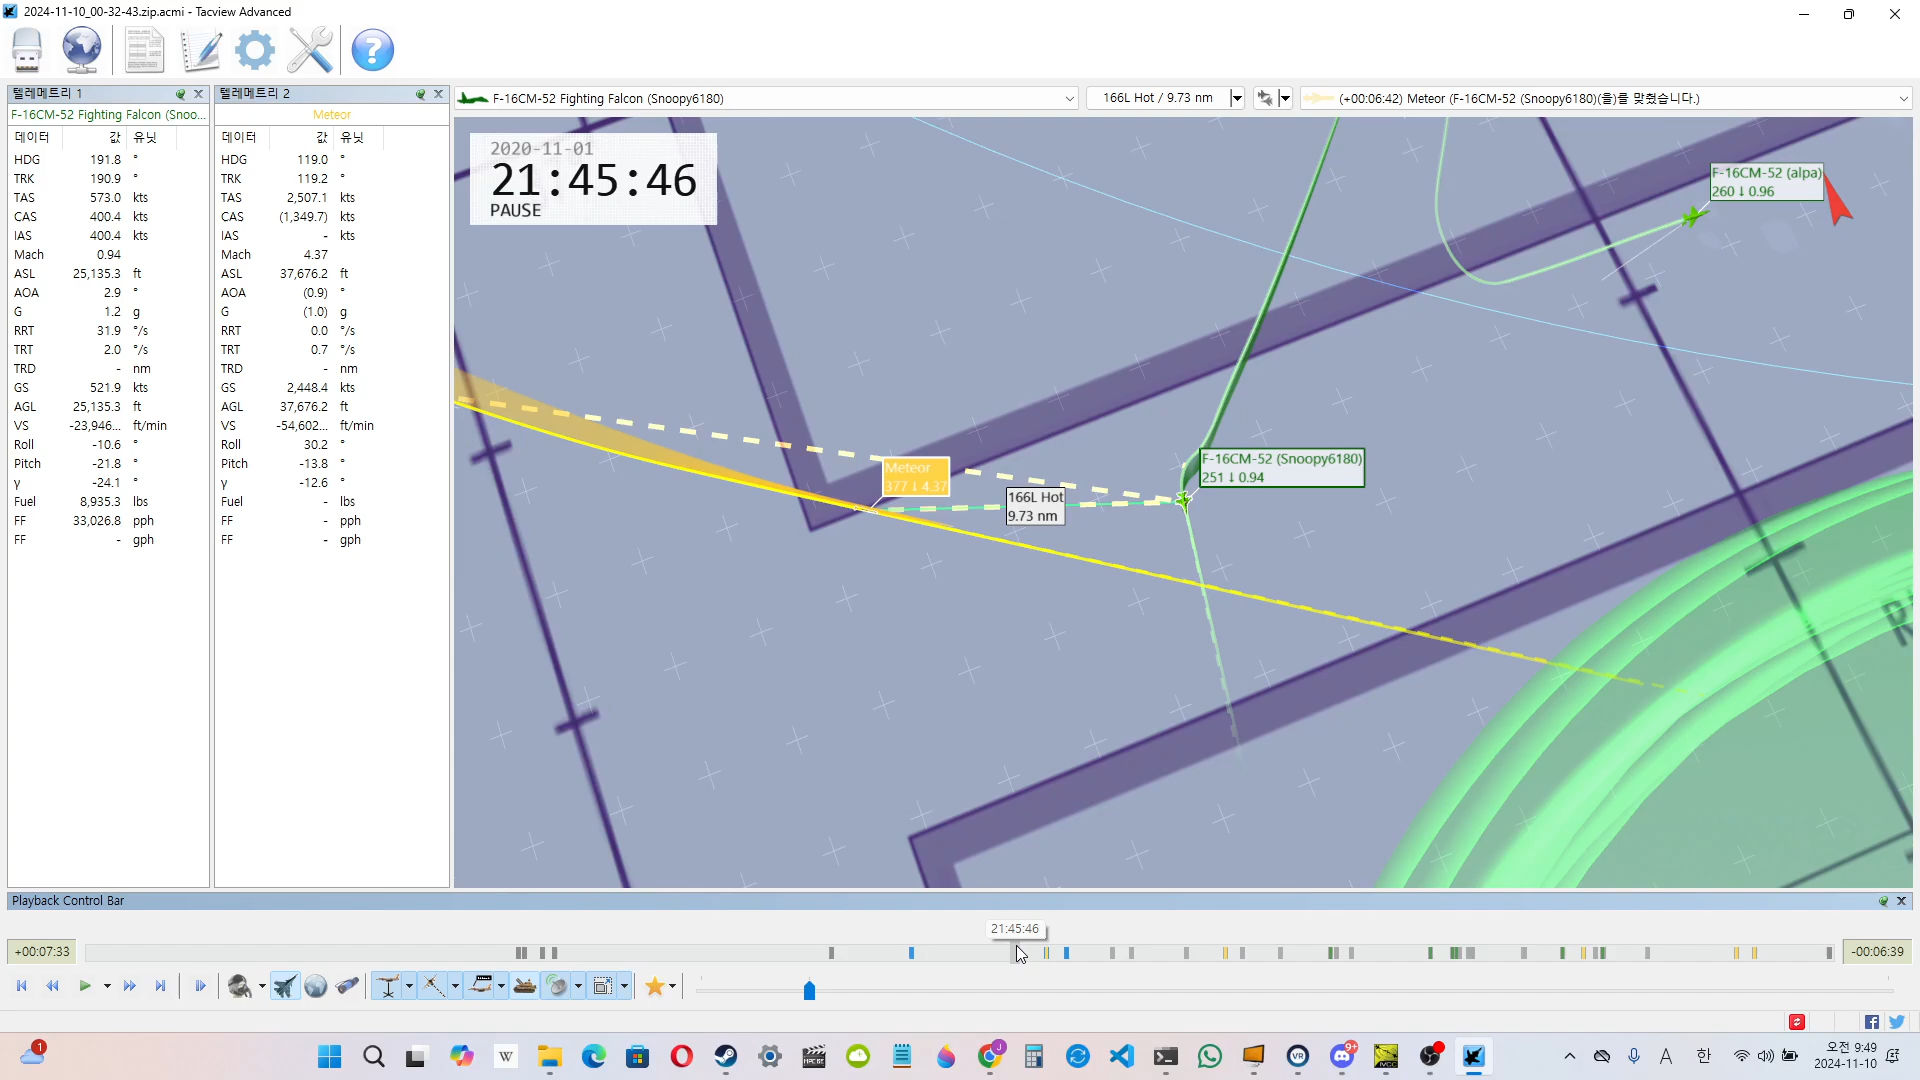 2024-11-10_00-32-43.zip.acmi - Tacview Advanced
텔레메트리 1
텔레메트리 2
F-16CM-52 Fighting Falcon (Snoopy6180)
166L Hot / 9.73 nm
(+00:06:42) Meteor (F-16CM-52 (Snoopy6180)(을)를 맞췄습니다.)
F-16CM-52 Fighting Falcon (Snoo...
Meteor
데이터 값 유닛
데이터 값 유닛
HDG 191.8 °
HDG 119.0 °
TRK 190.9 °
TRK 119.2 °
TAS 573.0 kts
TAS 2,507.1 kts
CAS 400.4 kts
CAS (1,349.7) kts
IAS 400.4 kts
IAS - kts
Mach 0.94
Mach 4.37
ASL 25,135.3 ft
ASL 37,676.2 ft
AOA 2.9 °
AOA (0.9) °
G 1.2 g
G (1.0) g
RRT 31.9 °/s
RRT 0.0 °/s
TRT 2.0 °/s
TRT 0.7 °/s
TRD - nm
TRD - nm
GS 521.9 kts
GS 2,448.4 kts
AGL 25,135.3 ft
AGL 37,676.2 ft
VS -23,946... ft/min
VS -54,602... ft/min
Roll -10.6 °
Roll 30.2 °
Pitch -21.8 °
Pitch -13.8 °
γ -24.1 °
γ -12.6 °
Fuel 8,935.3 lbs
Fuel - lbs
FF 33,026.8 pph
FF - pph
FF - gph
FF - gph
2020-11-01
21:45:46
PAUSE
F-16CM-52 (alpa)
260↓0.96
F-16CM-52 (Snoopy6180)
251↓0.94
Meteor
377↓4.37
166L Hot
9.73 nm
Playback Control Bar
21:45:46
+00:07:33
-00:06:39
1
W
J
9+
VR
A
한
오전 9:49
2024-11-10